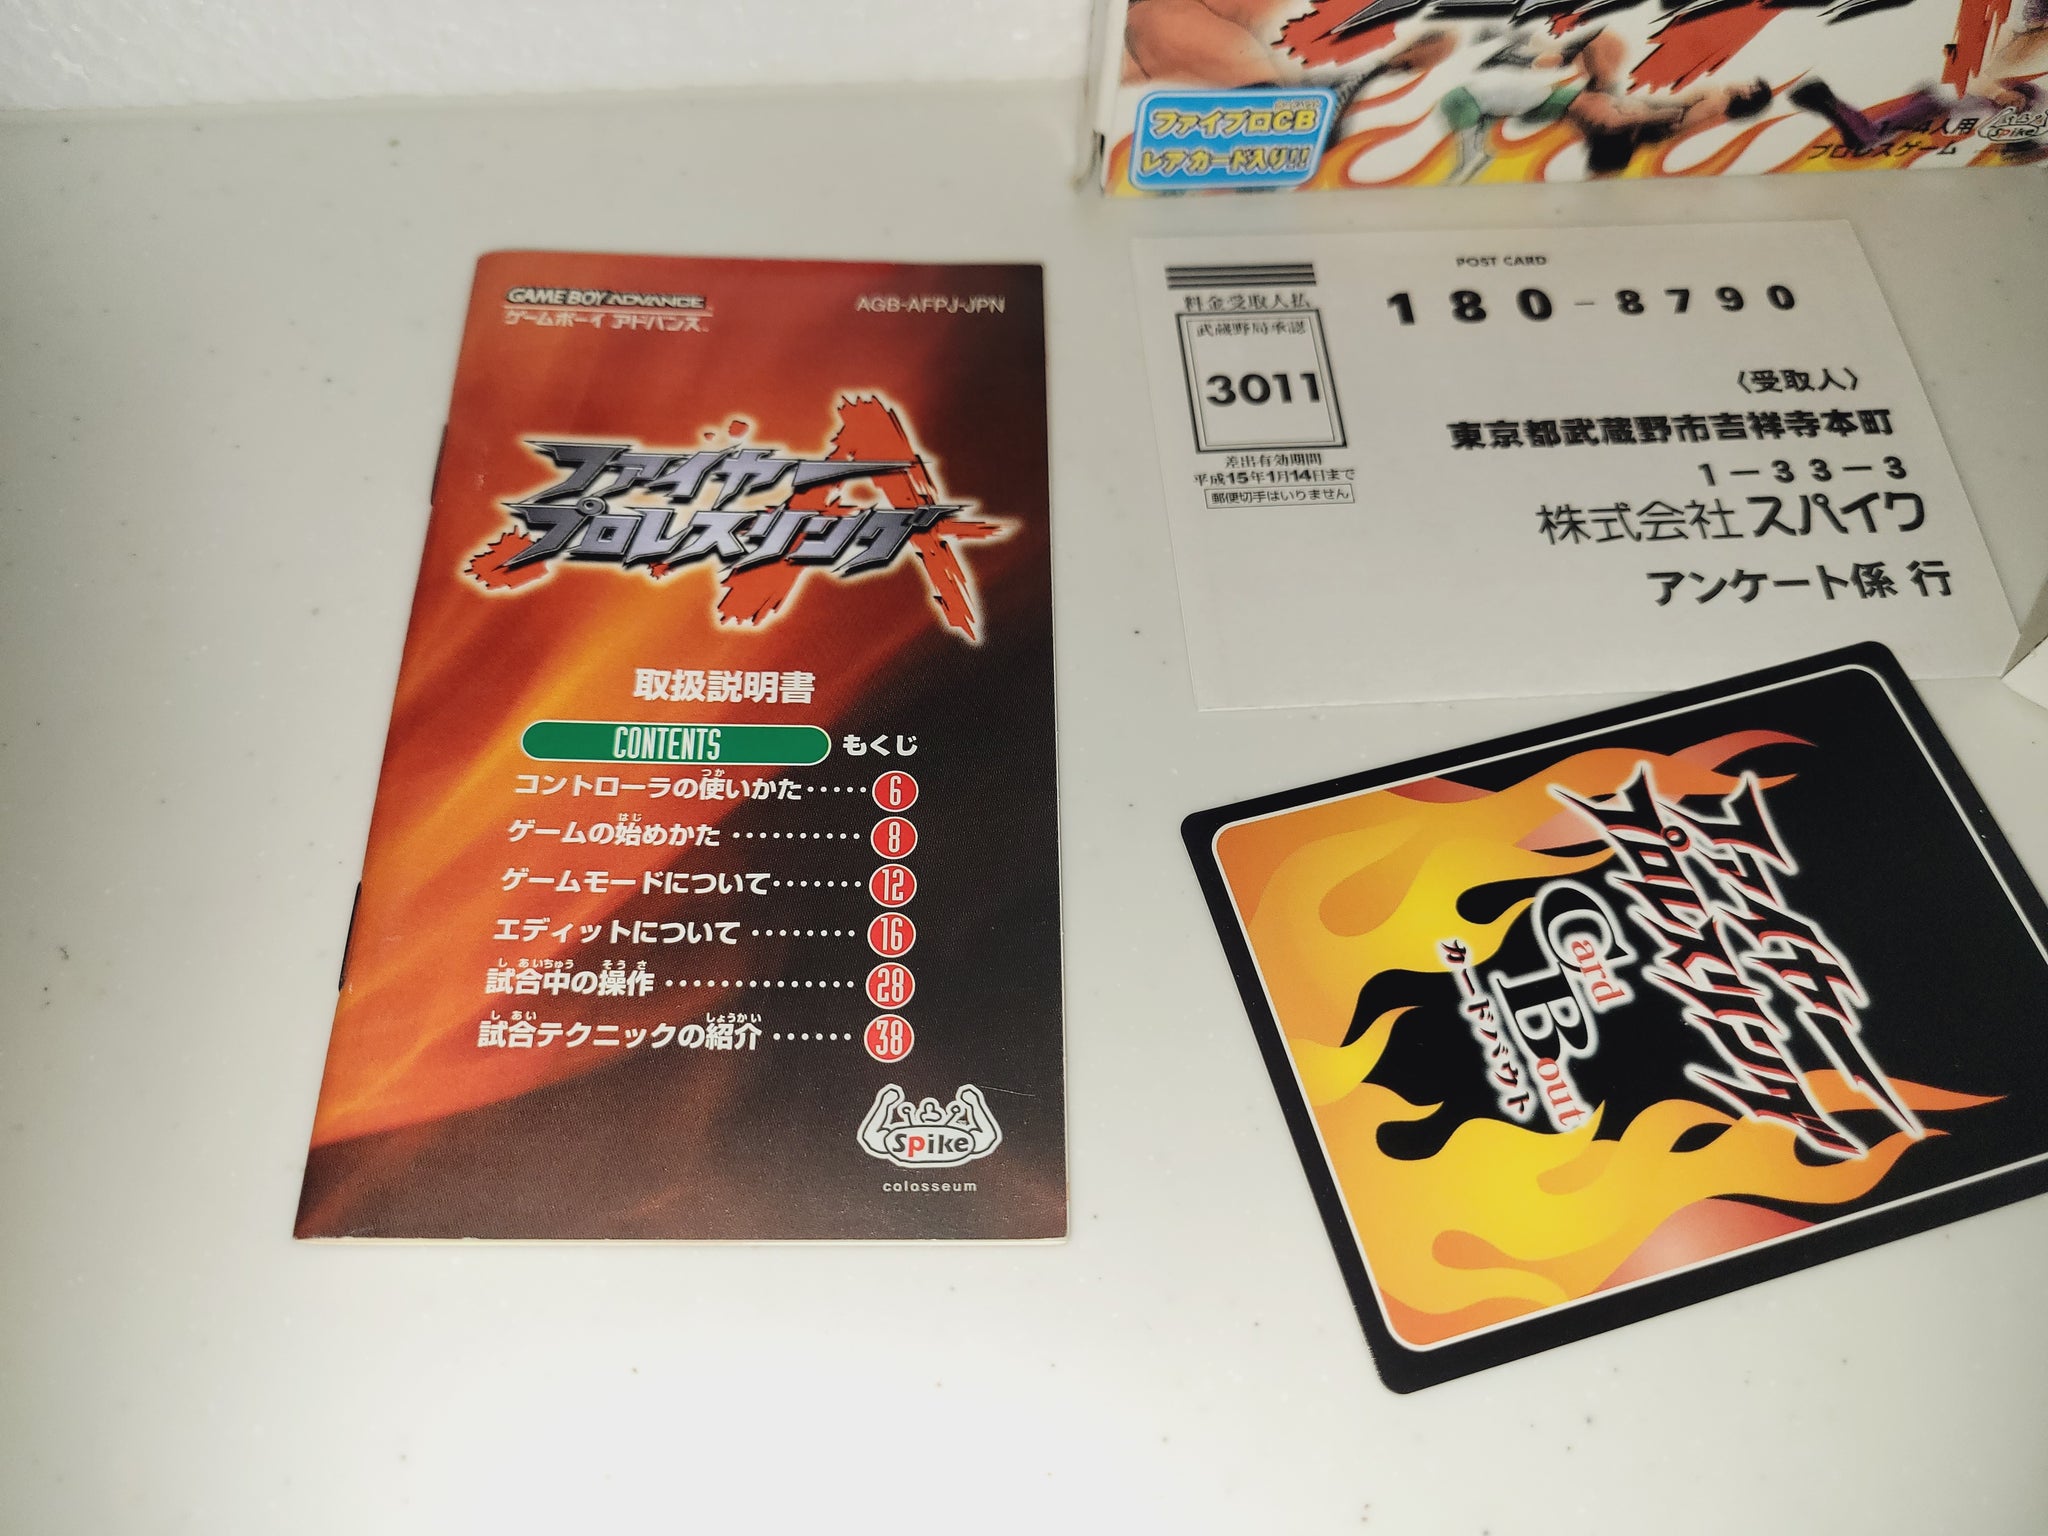 GAME BOY ADVANCE
ゲームボーイ アドバンス
AGB-AFPJ-JPN
ファイヤー
プロレスリング
A
取扱説明書
CONTENTS もくじ
コントローラの使いかた····· 6
ゲームの始めかた ·········· 8
ゲームモードについて······· 12
エディットについて ········ 16
試合中の操作 ·············· 28
試合テクニックの紹介 ······ 38
Spike
colosseum
ファイプロCB
レアカード入り!!
1〜4人用
プロレスゲーム
Spike
POST CARD
料金受取人払
武蔵野局承認
3011
差出有効期間
平成15年1月14日まで
郵便切手はいりません
180-8790
〈受取人〉
東京都武蔵野市吉祥寺本町
1-33-3
株式会社スパイク
アンケート係 行
ファイヤー
プロレスリング
Card
Bout
カードバウト